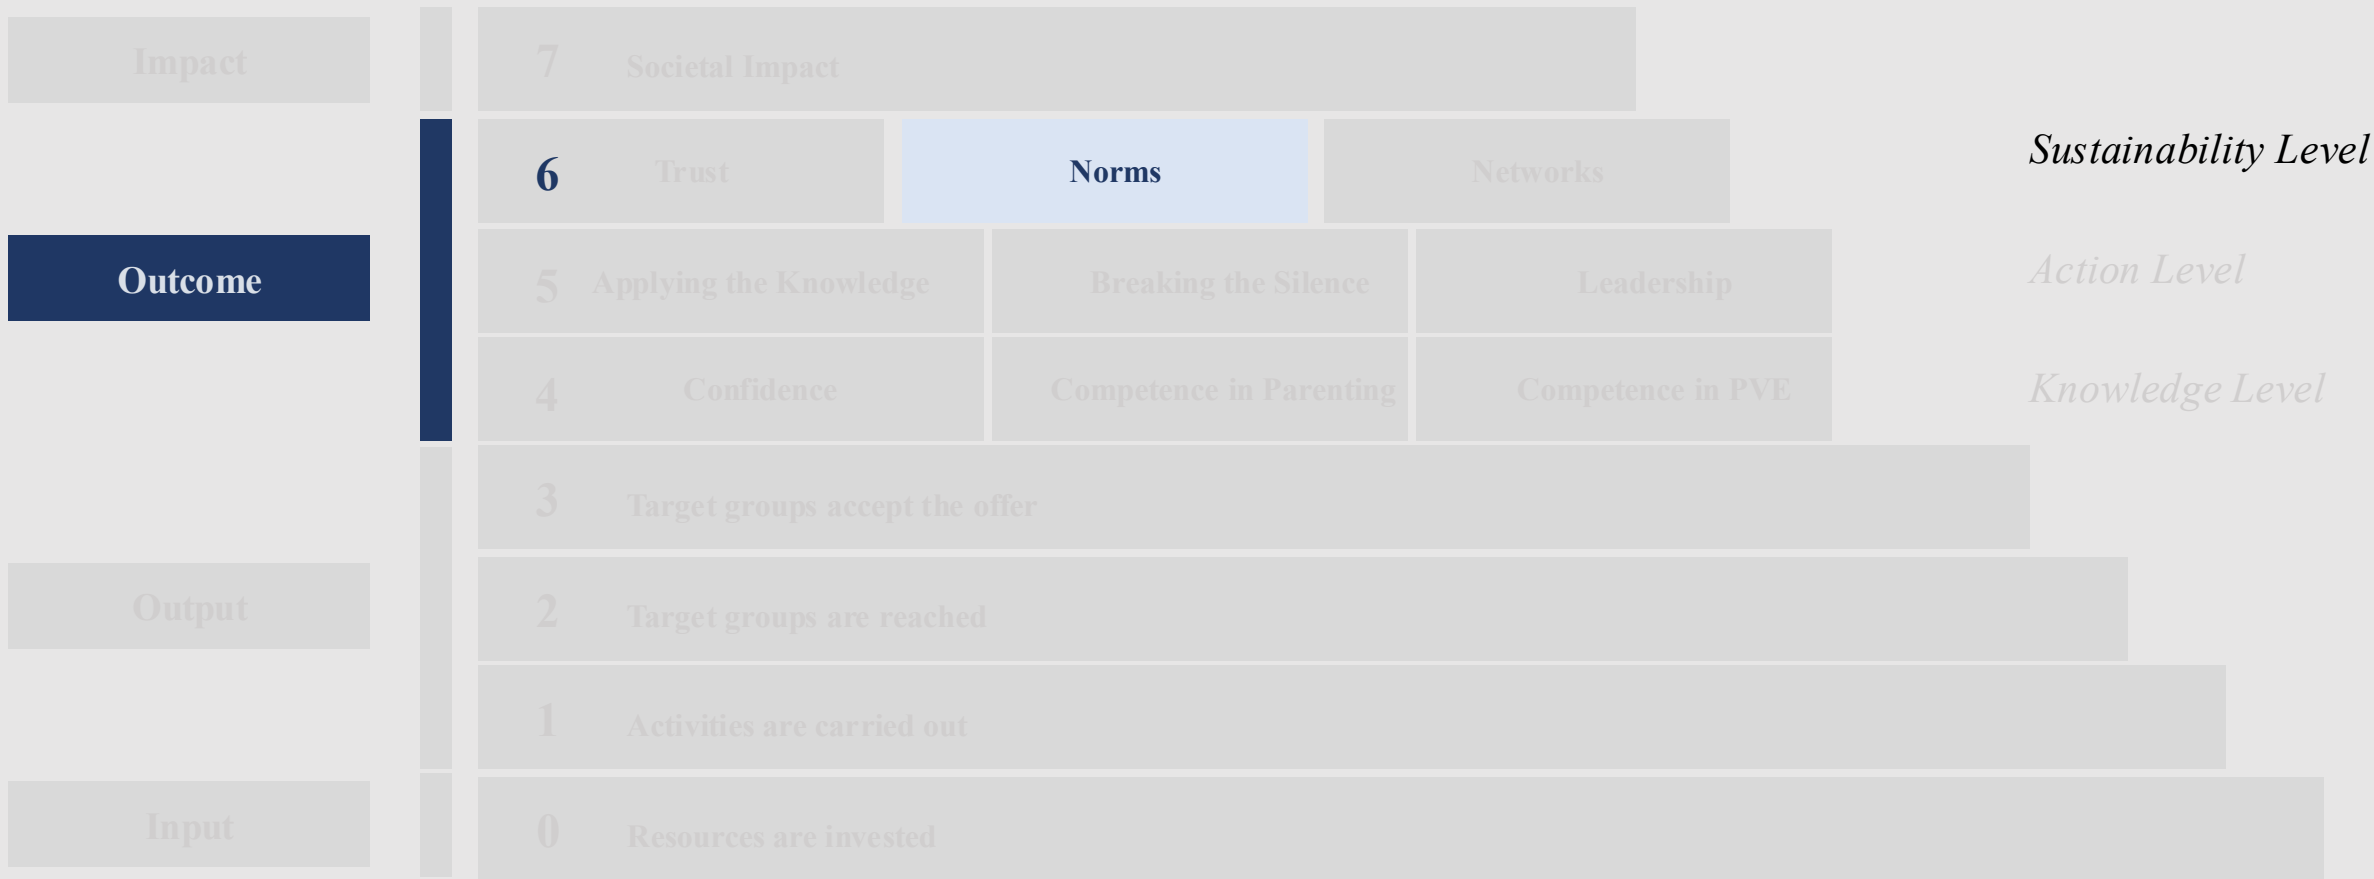 Impact
7 Societal Impact
6 Trust Norms Networks Sustainability Level
Outcome
5 Applying the Knowledge Breaking the Silence Leadership Action Level
4 Confidence Competence in Parenting Competence in PVE Knowledge Level
3 Target groups accept the offer
Output
2 Target groups are reached
1 Activities are carried out
Input
0 Resources are invested